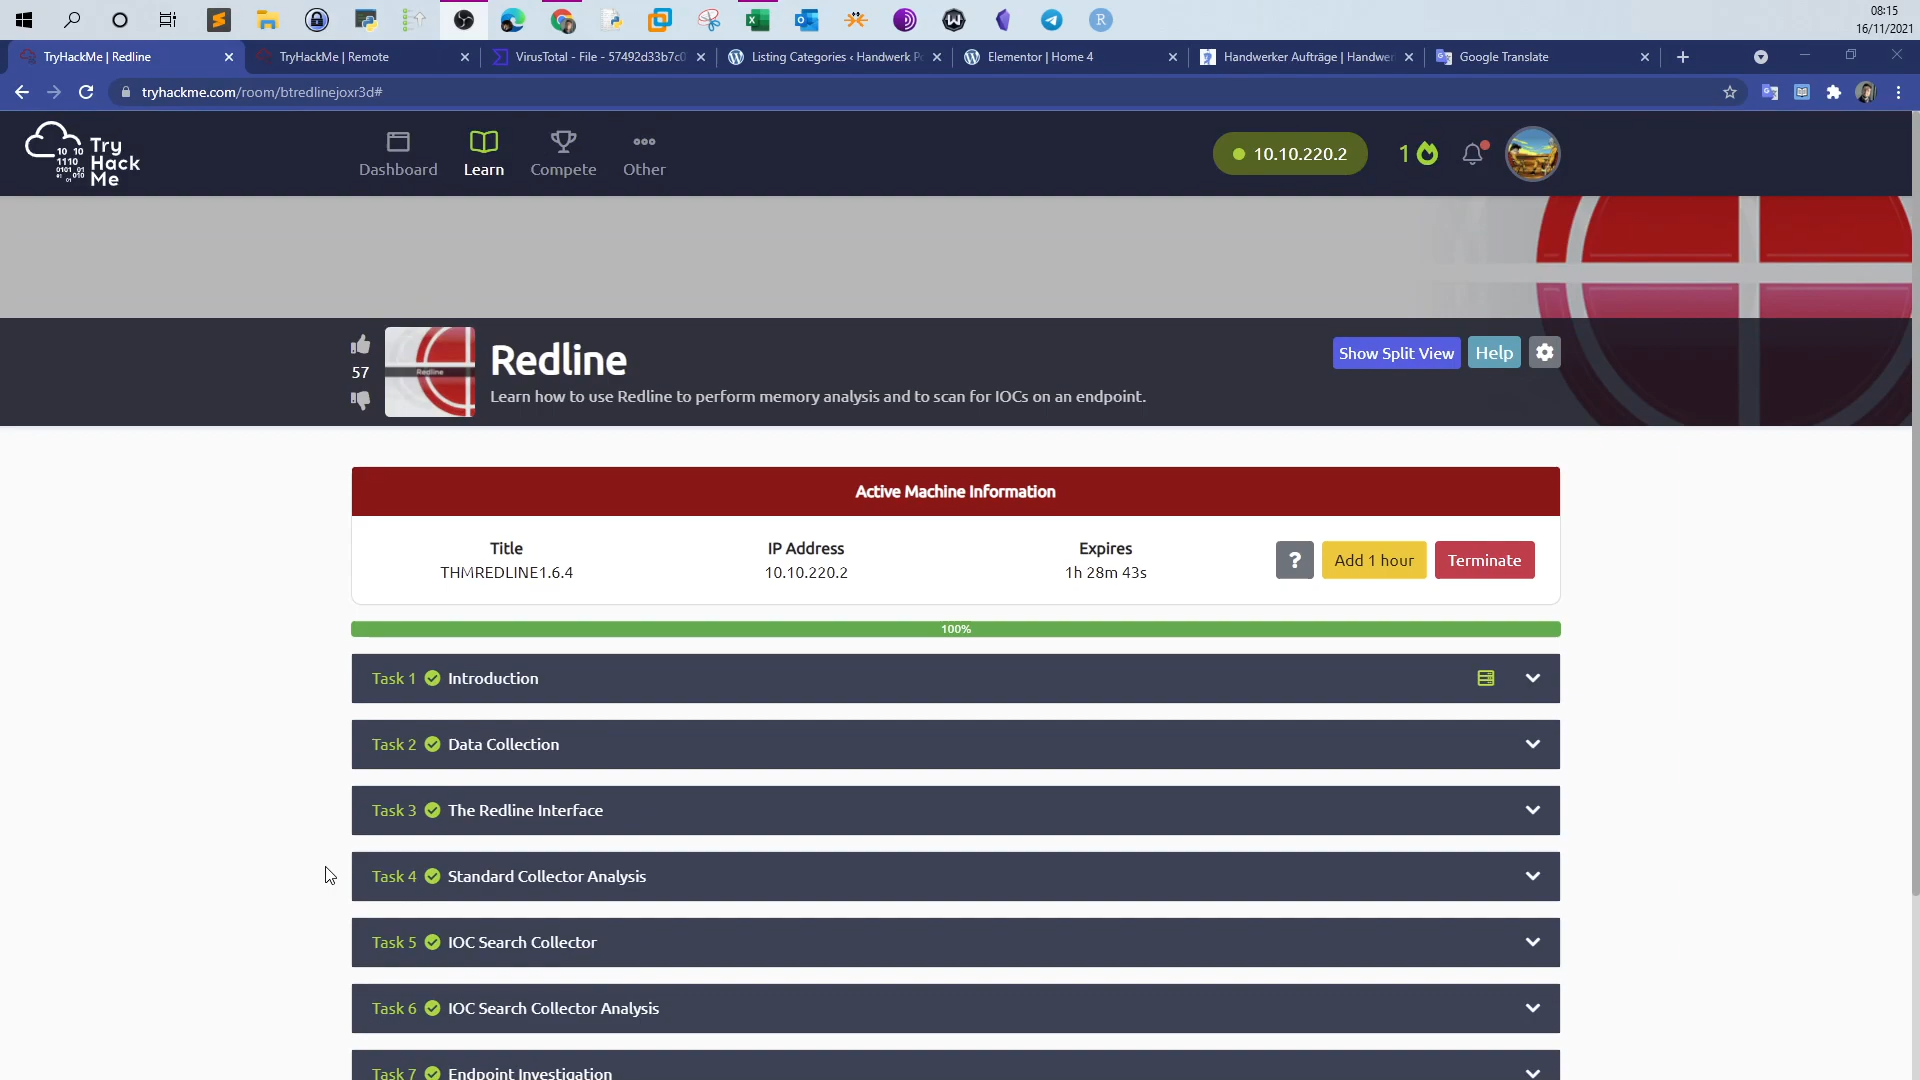 08:15
16/11/2021
TryHackMe | Redline
TryHackMe | Remote
VirusTotal - File - 57492d33b7c0
Listing Categories ‹ Handwerk P
Elementor | Home 4
Handwerker Aufträge | Handwer
Google Translate
tryhackme.com/room/btredlinejoxr3d#
Try
Hack
Me
Dashboard
Learn
Compete
Other
10.10.220.2
1
57
Redline
Redline
Learn how to use Redline to perform memory analysis and to scan for IOCs on an endpoint.
Show Split View
Help
Active Machine Information
Title
IP Address
Expires
THMREDLINE1.6.4
10.10.220.2
1h 28m 43s
?
Add 1 hour
Terminate
100%
Task 1 Introduction
Task 2 Data Collection
Task 3 The Redline Interface
Task 4 Standard Collector Analysis
Task 5 IOC Search Collector
Task 6 IOC Search Collector Analysis
Task 7 Endpoint Investigation